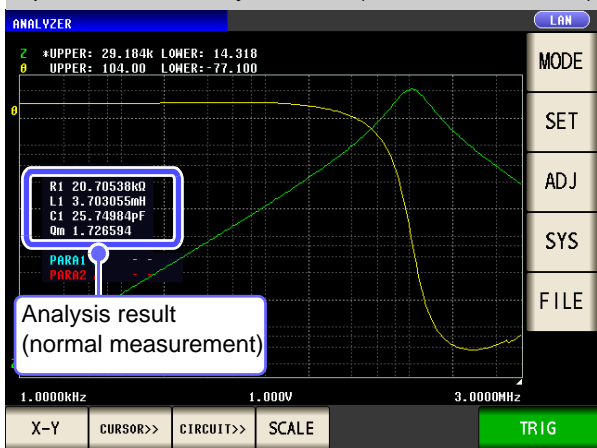 ANALYZER
LAN
Z *UPPER: 29.184k LOWER: 14.318
θ UPPER: 104.00 LOWER:-77.100
MODE
θ
SET
ADJ
R1 20.70538kΩ
L1 3.703055mH
C1 25.74984pF
Qm 1.726594
SYS
PARA1 - -
PARA2 - -
FILE
Analysis result
(normal measurement)
1.0000kHz 1.000V 3.0000MHz
X-Y CURSOR>> CIRCUIT>> SCALE TRIG